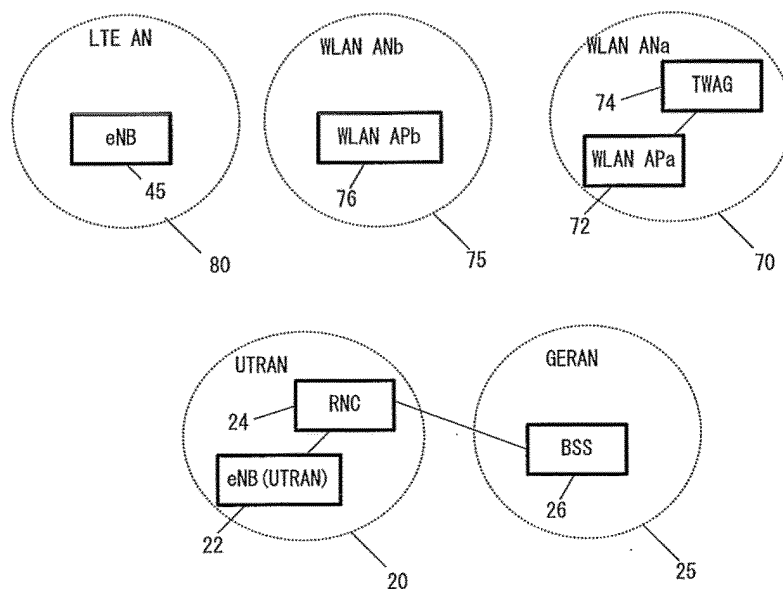 LTE AN
eNB
45
80
WLAN ANb
WLAN APb
76
75
WLAN ANa
TWAG
74
WLAN APa
72
70
UTRAN
RNC
24
eNB(UTRAN)
22
20
GERAN
BSS
26
25